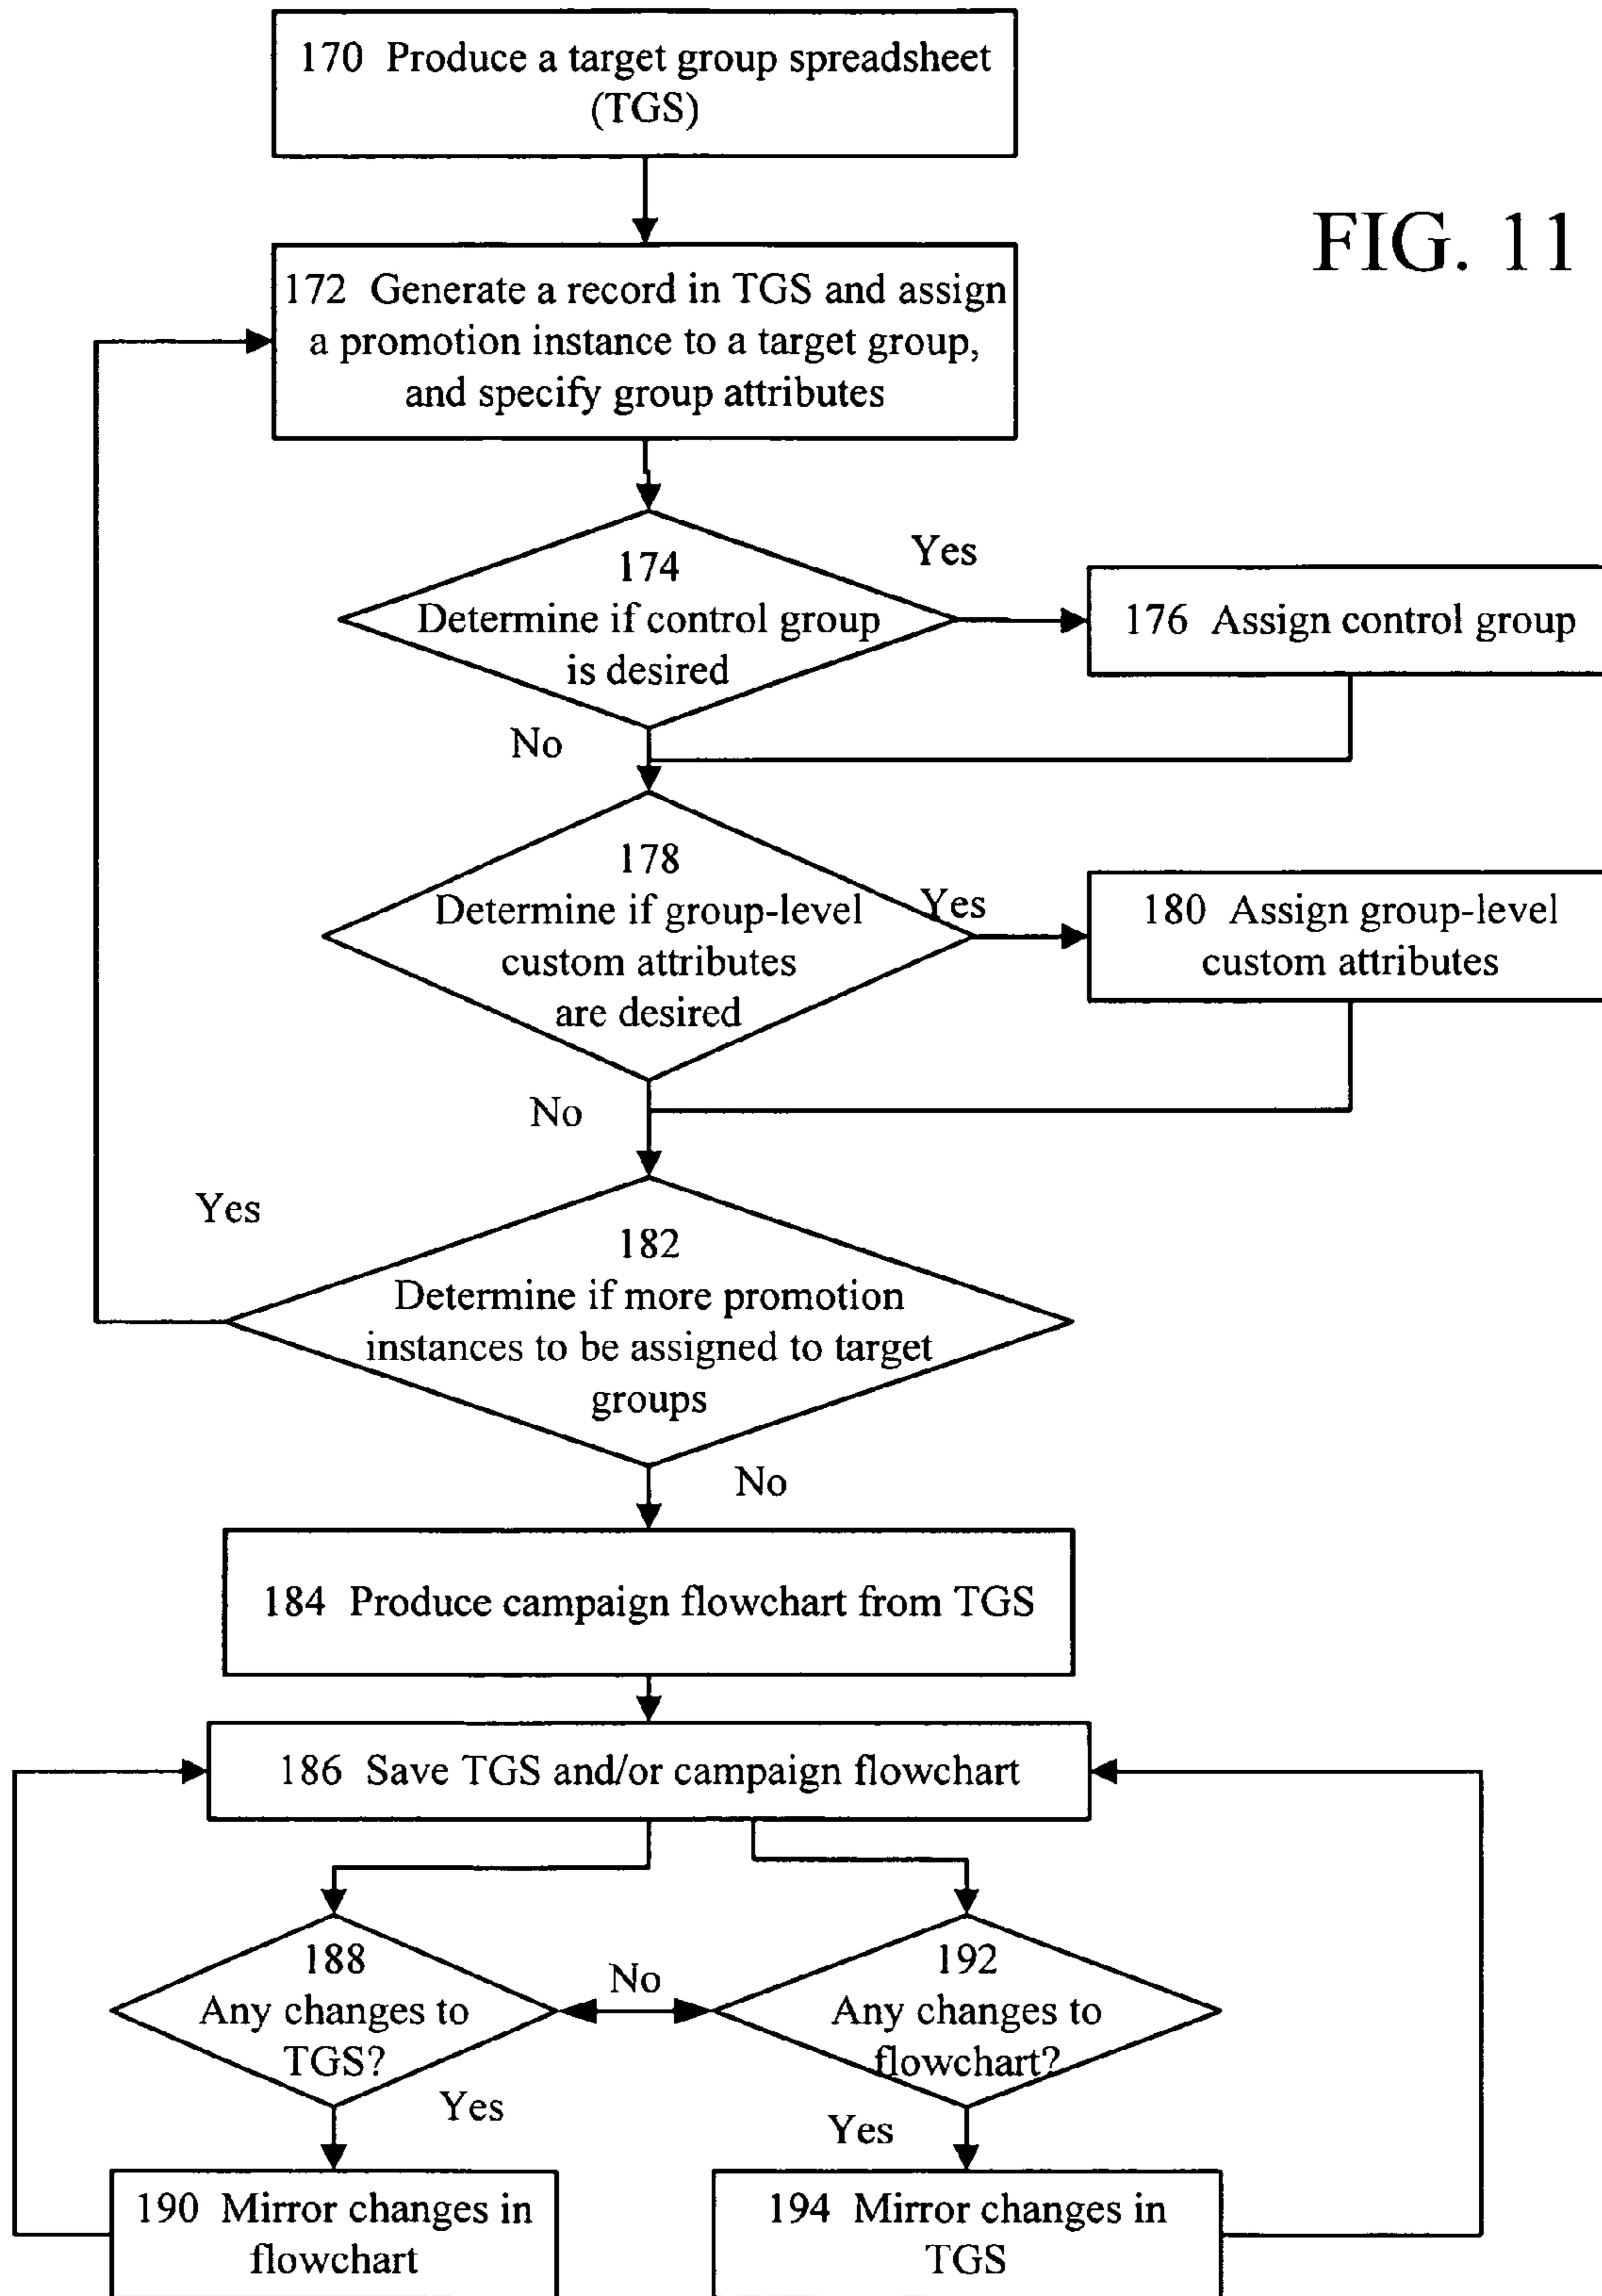 170 Produce a target group spreadsheet
(TGS)
FIG. 11
172 Generate a record in TGS and assign
a promotion instance to a target group,
and specify group attributes
174
Determine if control group
is desired
Yes
176 Assign control group
No
178
Determine if group-level
custom attributes
are desired
Yes
180 Assign group-level
custom attributes
No
Yes
182
Determine if more promotion
instances to be assigned to target
groups
No
184 Produce campaign flowchart from TGS
186 Save TGS and/or campaign flowchart
188
Any changes to
TGS?
No
192
Any changes to
flowchart?
Yes
Yes
190 Mirror changes in
flowchart
194 Mirror changes in
TGS